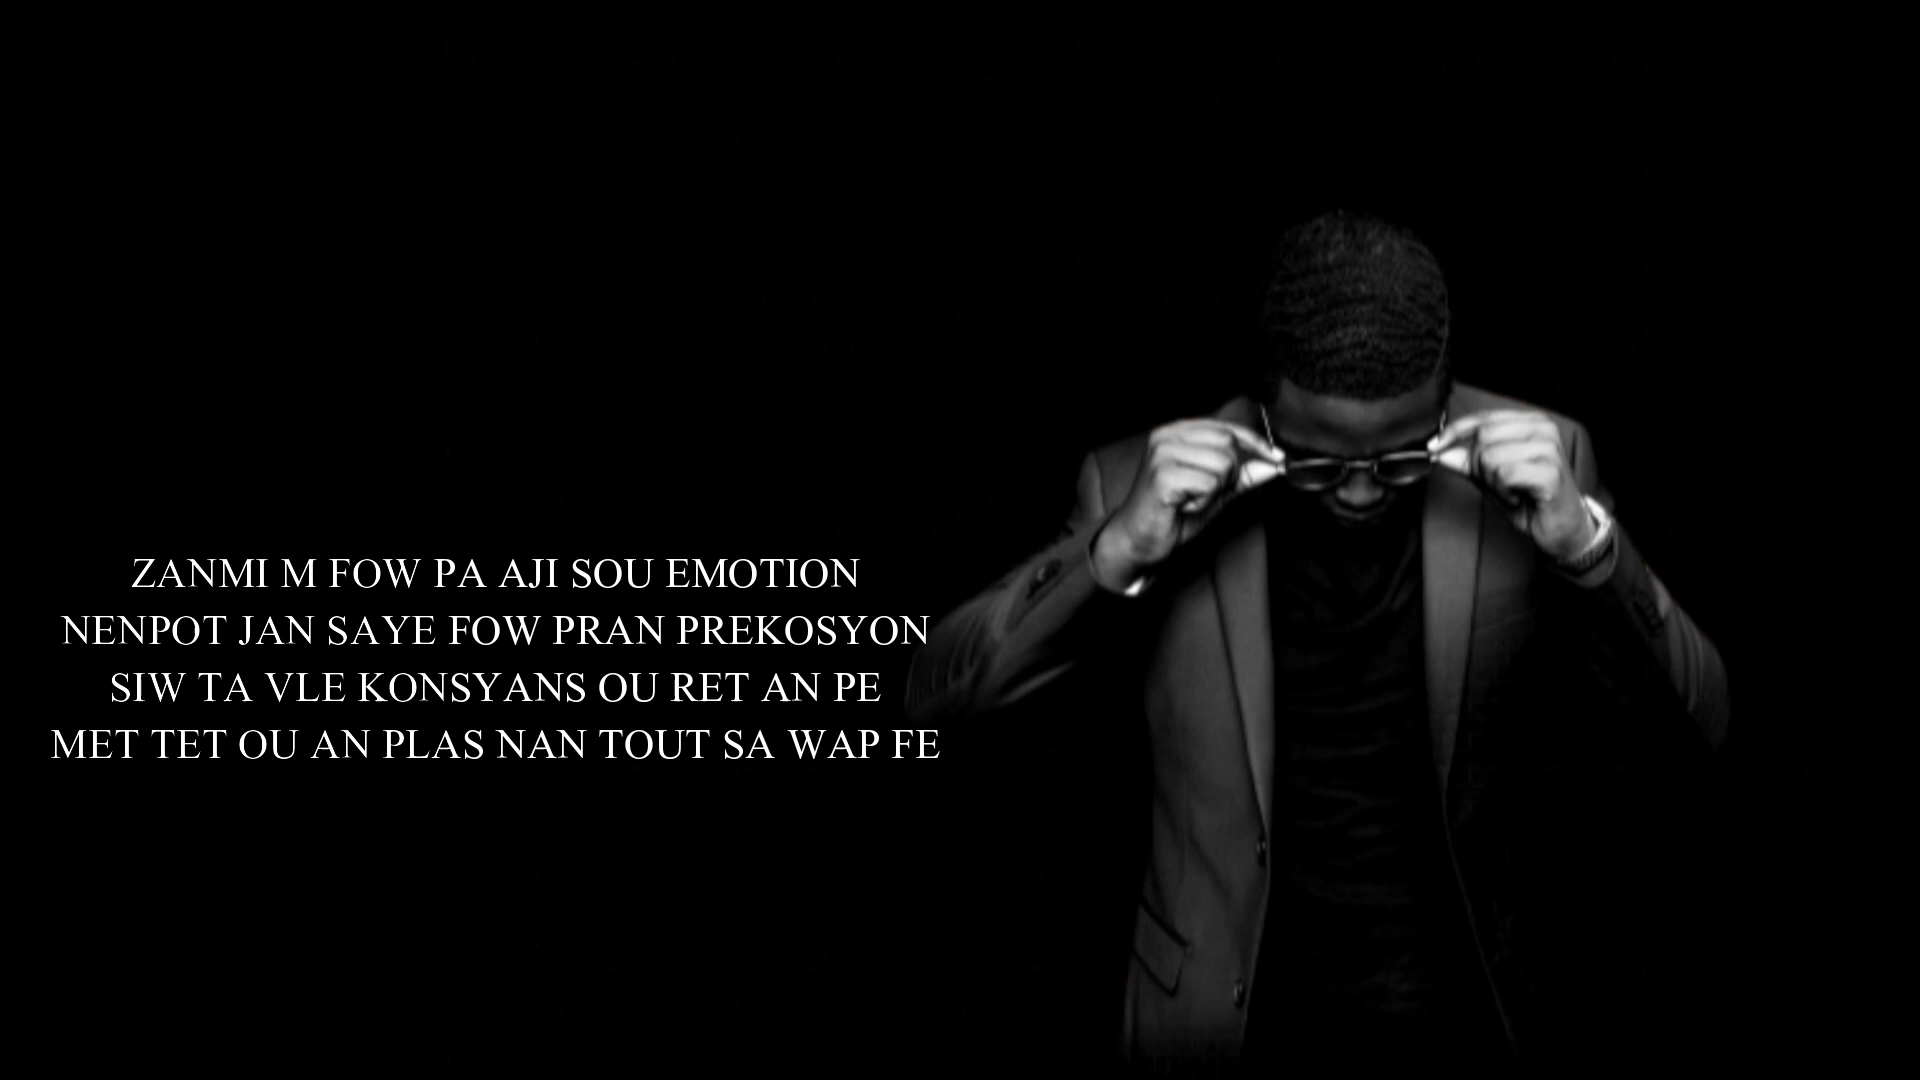 ZANMI M FOW PA AJI SOU EMOTION
NENPOT JAN SAYE FOW PRAN PREKOSYON
SIW TA VLE KONSYANS OU RET AN PE
MET TET OU AN PLAS NAN TOUT SA WAP FE